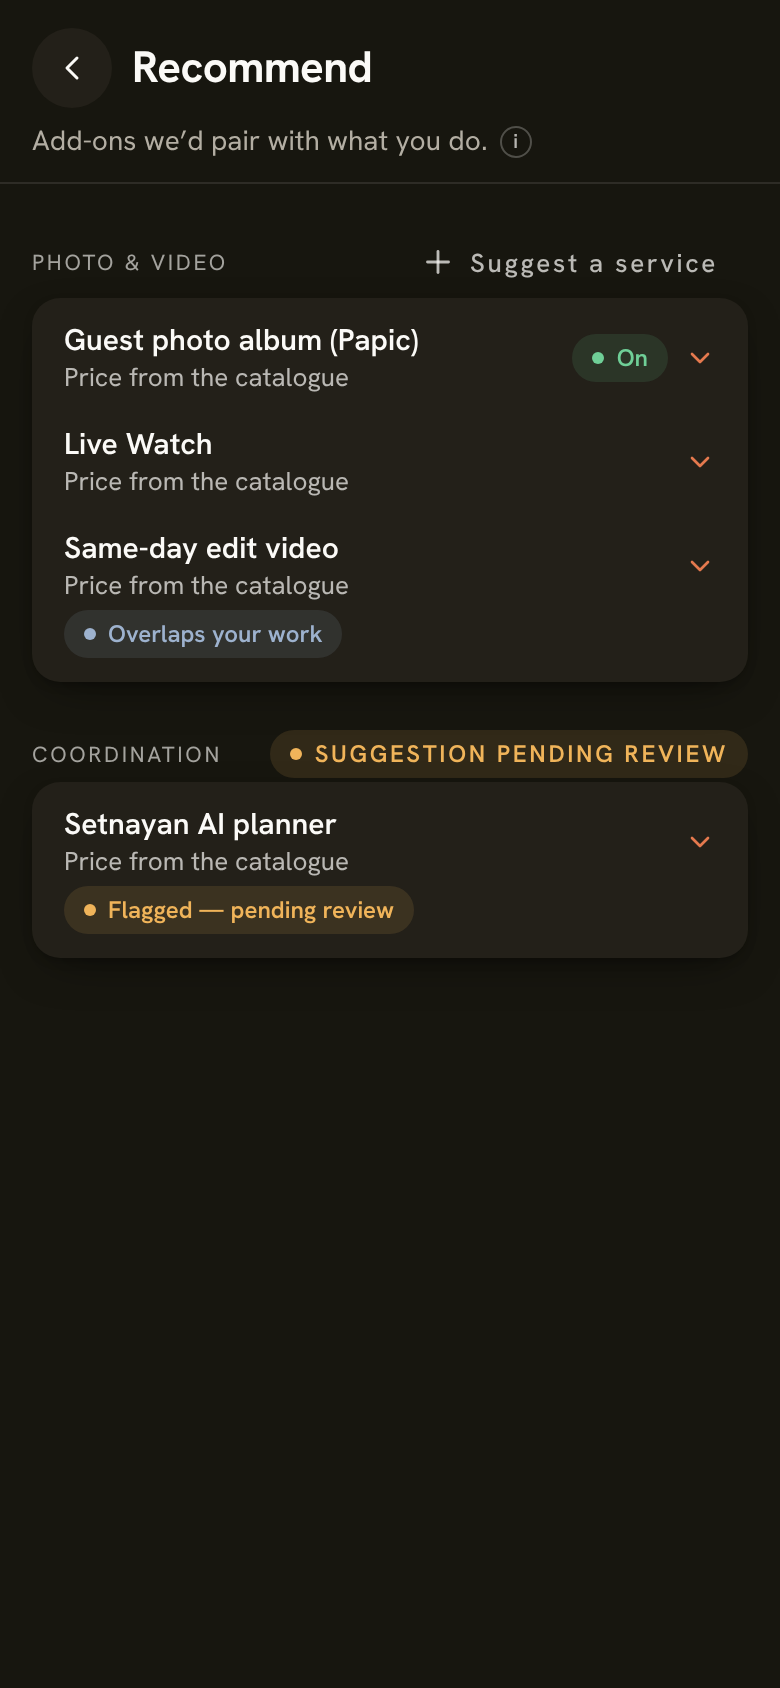 Recommend
Add-ons we’d pair with what you do.
i
PHOTO & VIDEO
Suggest a service
Guest photo album (Papic)
Price from the catalogue
On
Live Watch
Price from the catalogue
Same-day edit video
Price from the catalogue
Overlaps your work
COORDINATION
SUGGESTION PENDING REVIEW
Setnayan AI planner
Price from the catalogue
Flagged — pending review